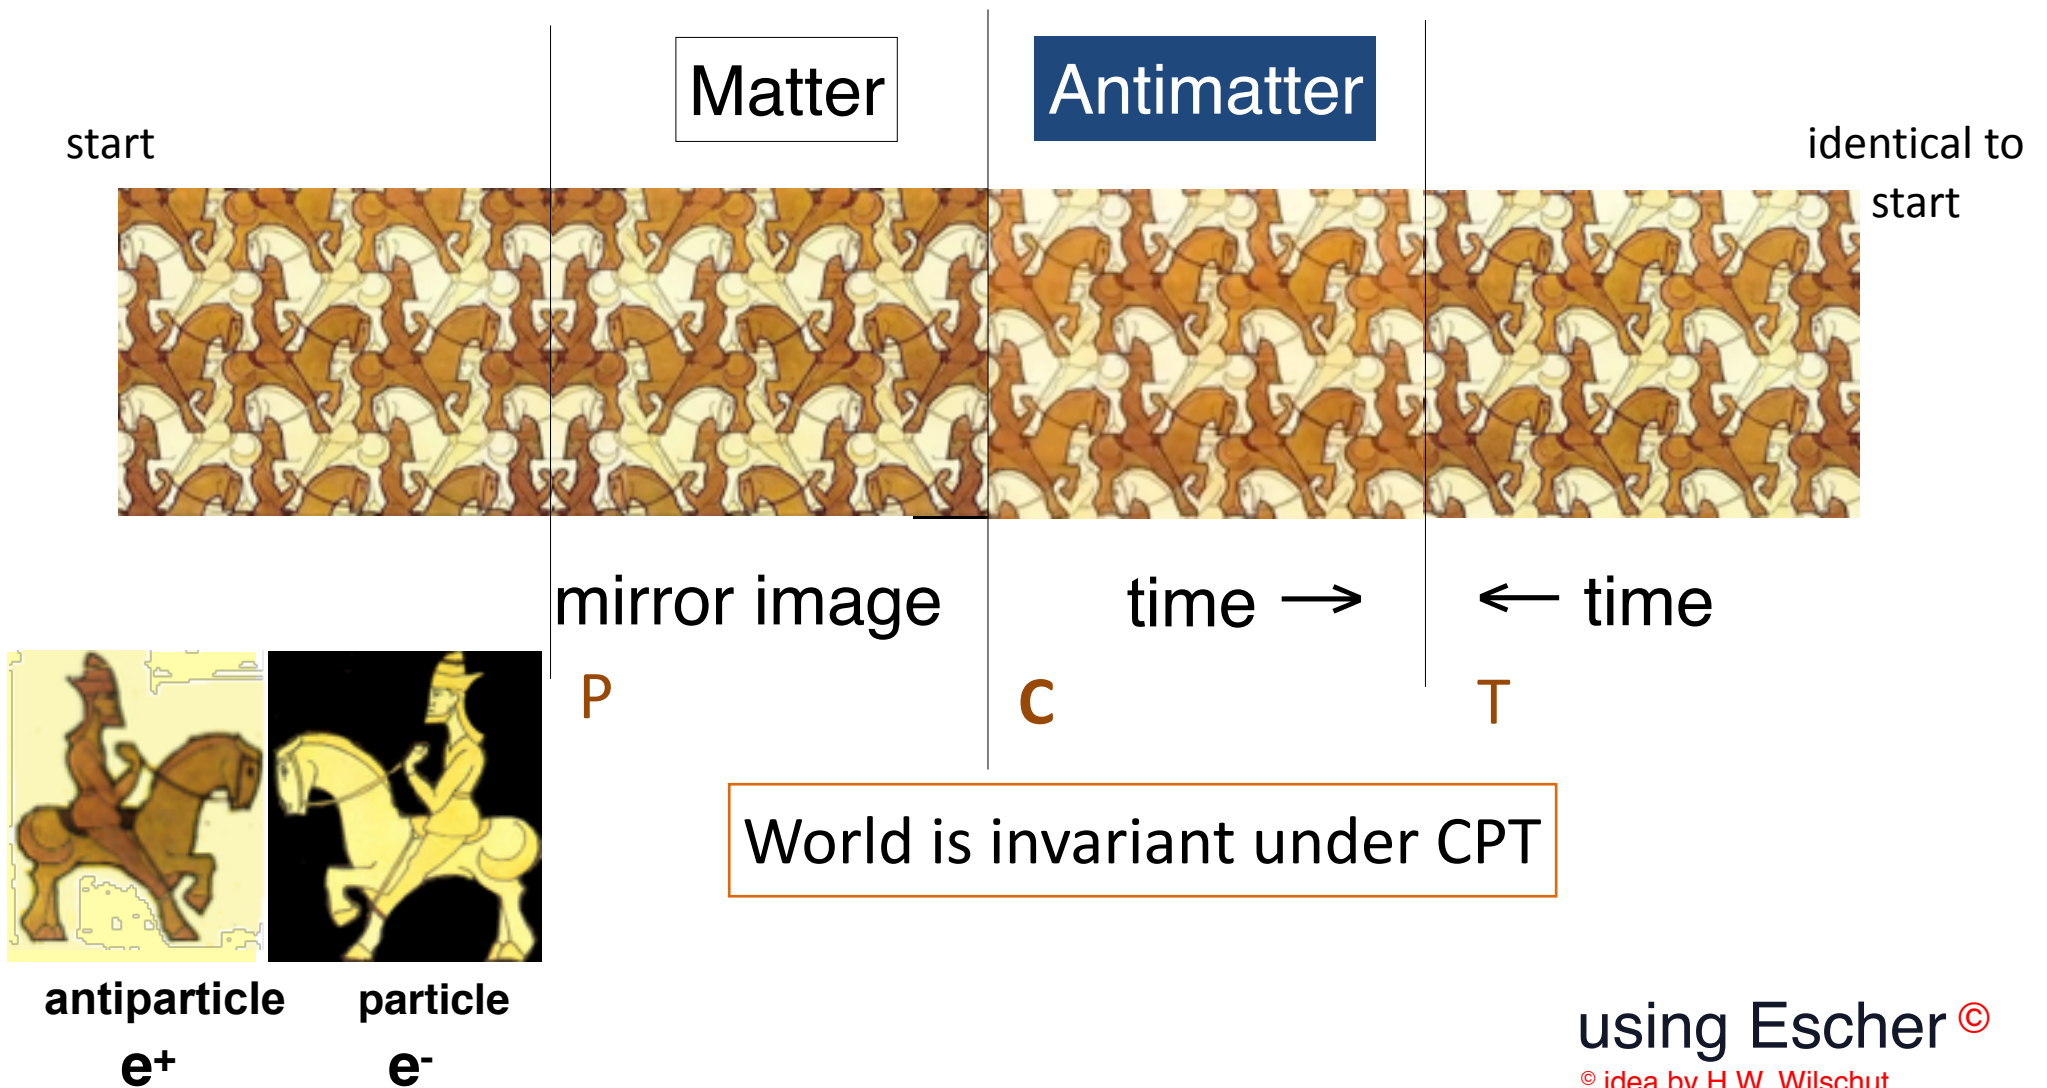 Matter
Antimatter
start
identical to
start
mirror image
time →
← time
P
C
T
World is invariant under CPT
antiparticle
particle
e+
e-
using Escher ©
© idea by H.W. Wilschut